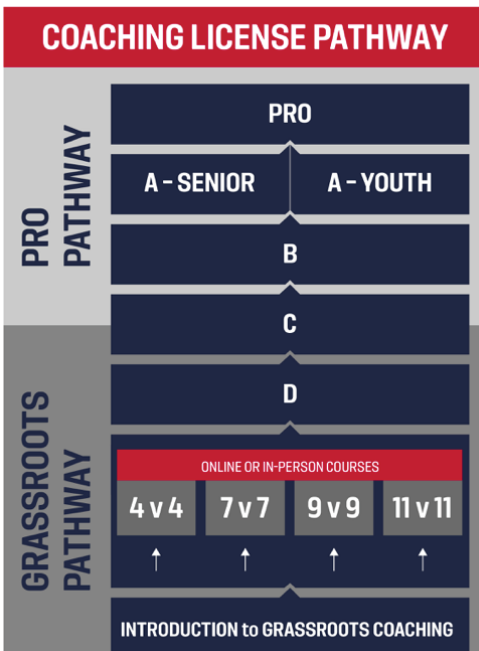 COACHING LICENSE PATHWAY
PRO PATHWAY
PRO
A - SENIOR
A - YOUTH
B
C
GRASSROOTS PATHWAY
D
ONLINE OR IN-PERSON COURSES
4 v 4
7 v 7
9 v 9
11 v 11
INTRODUCTION to GRASSROOTS COACHING